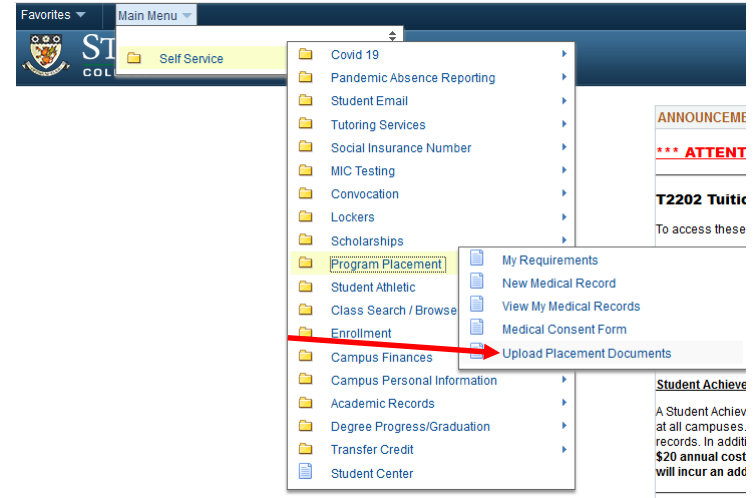 Favorites
Main Menu
ST
COL
Self Service
Covid 19
Pandemic Absence Reporting
Student Email
Tutoring Services
Social Insurance Number
MIC Testing
Convocation
Lockers
Scholarships
Program Placement
Student Athletic
Class Search / Browse
Enrollment
Campus Finances
Campus Personal Information
Academic Records
Degree Progress/Graduation
Transfer Credit
Student Center
My Requirements
New Medical Record
View My Medical Records
Medical Consent Form
Upload Placement Documents
ANNOUNCEME
*** ATTENT
T2202 Tuitio
To access these
Student Achieve
A Student Achiev
at all campuses.
records. In additi
$20 annual cost
will incur an add